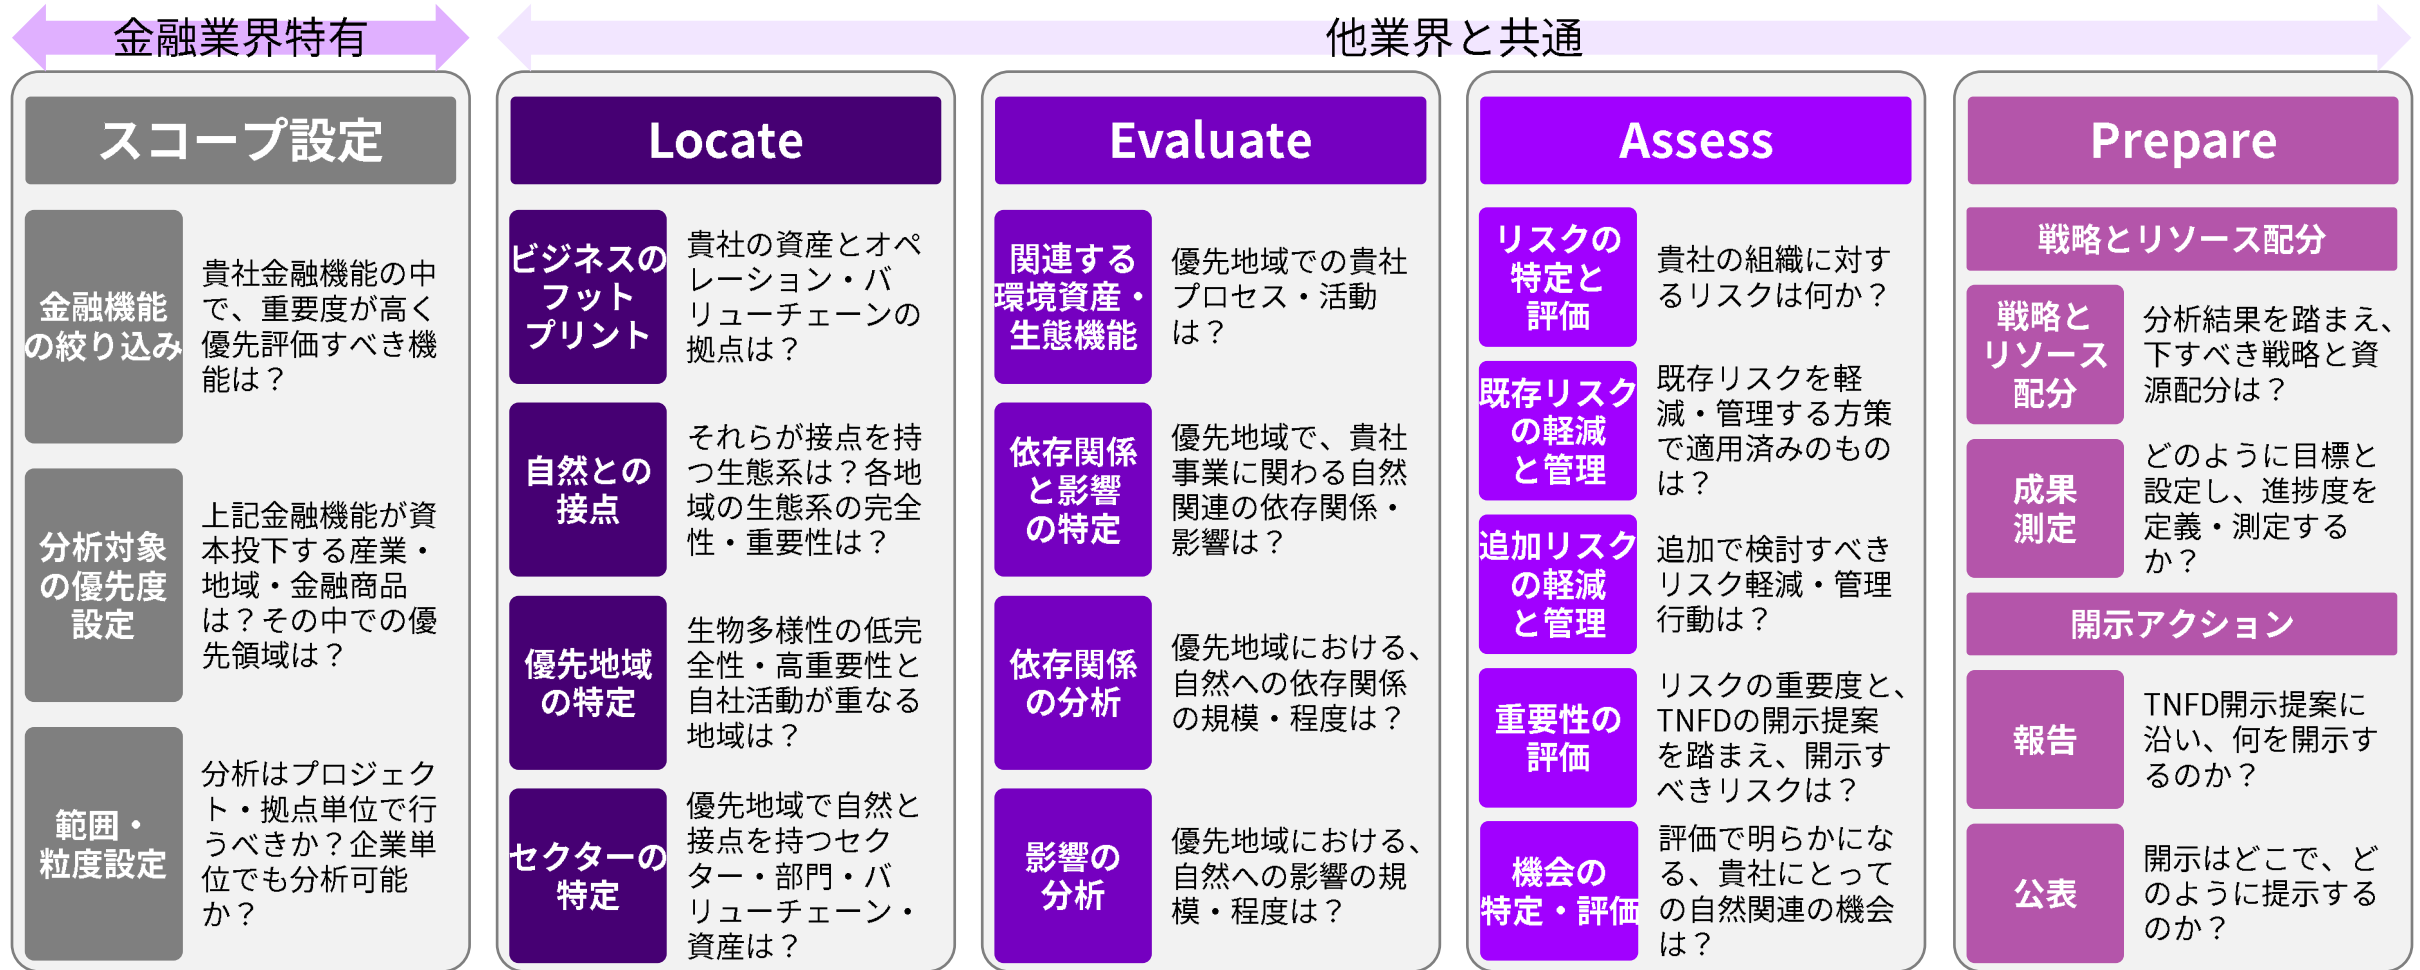 金融業界特有
他業界と共通
スコープ設定
金融機能
の絞り込み
貴社金融機能の中
で、重要度が高く
優先評価すべき機
能は？
分析対象
の優先度
設定
上記金融機能が資
本投下する産業・
地域・金融商品
は？その中での優
先領域は？
範囲・
粒度設定
分析はプロジェク
ト・拠点単位で行
うべきか？企業単
位でも分析可能
か？
Locate
ビジネスの
フット
プリント
貴社の資産とオペ
レーション・バ
リューチェーンの
拠点は？
自然との
接点
それらが接点を持
つ生態系は？各地
域の生態系の完全
性・重要性は？
優先地域
の特定
生物多様性の低完
全性・高重要性と
自社活動が重なる
地域は？
セクターの
特定
優先地域で自然と
接点を持つセク
ター・部門・バ
リューチェーン・
資産は？
Evaluate
関連する
環境資産・
生態機能
優先地域での貴社
プロセス・活動
は？
依存関係
と影響
の特定
優先地域で、貴社
事業に関わる自然
関連の依存関係・
影響は？
依存関係
の分析
優先地域における、
自然への依存関係
の規模・程度は？
影響の
分析
優先地域における、
自然への影響の規
模・程度は？
Assess
リスクの
特定と
評価
貴社の組織に対す
るリスクは何か？
既存リスク
の軽減
と管理
既存リスクを軽
減・管理する方策
で適用済みのもの
は？
追加リスク
の軽減
と管理
追加で検討すべき
リスク軽減・管理
行動は？
重要性の
評価
リスクの重要度と、
TNFDの開示提案
を踏まえ、開示す
べきリスクは？
機会の
特定・評価
評価で明らかにな
る、貴社にとって
の自然関連の機会
は？
Prepare
戦略とリソース配分
戦略と
リソース
配分
分析結果を踏まえ、
下すべき戦略と資
源配分は？
成果
測定
どのように目標と
設定し、進捗度を
定義・測定する
か？
開示アクション
報告
TNFD開示提案に
沿い、何を開示す
るのか？
公表
開示はどこで、ど
のように提示する
のか？